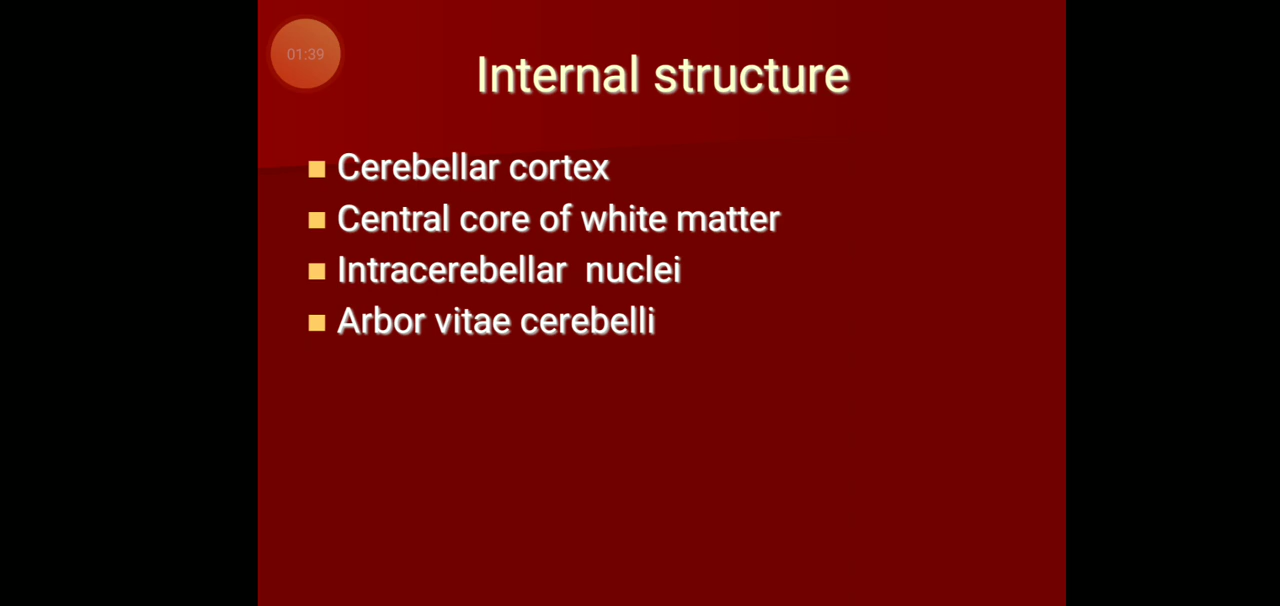 01:39
Internal structure
Cerebellar cortex
Central core of white matter
Intracerebellar  nuclei
Arbor vitae cerebelli